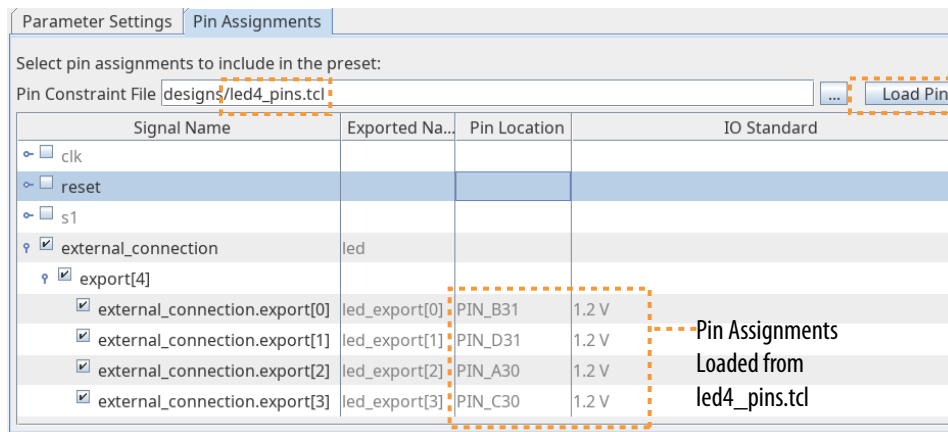 Parameter Settings Pin Assignments
Select pin assignments to include in the preset:
Pin Constraint File designs/led4_pins.tcl ... Load Pin
Signal Name Exported Na... Pin Location IO Standard
clk
reset
s1
external_connection led
export[4]
external_connection.export[0] led_export[0] PIN_B31 1.2 V
external_connection.export[1] led_export[1] PIN_D31 1.2 V
external_connection.export[2] led_export[2] PIN_A30 1.2 V
external_connection.export[3] led_export[3] PIN_C30 1.2 V
Pin Assignments
Loaded from
led4_pins.tcl